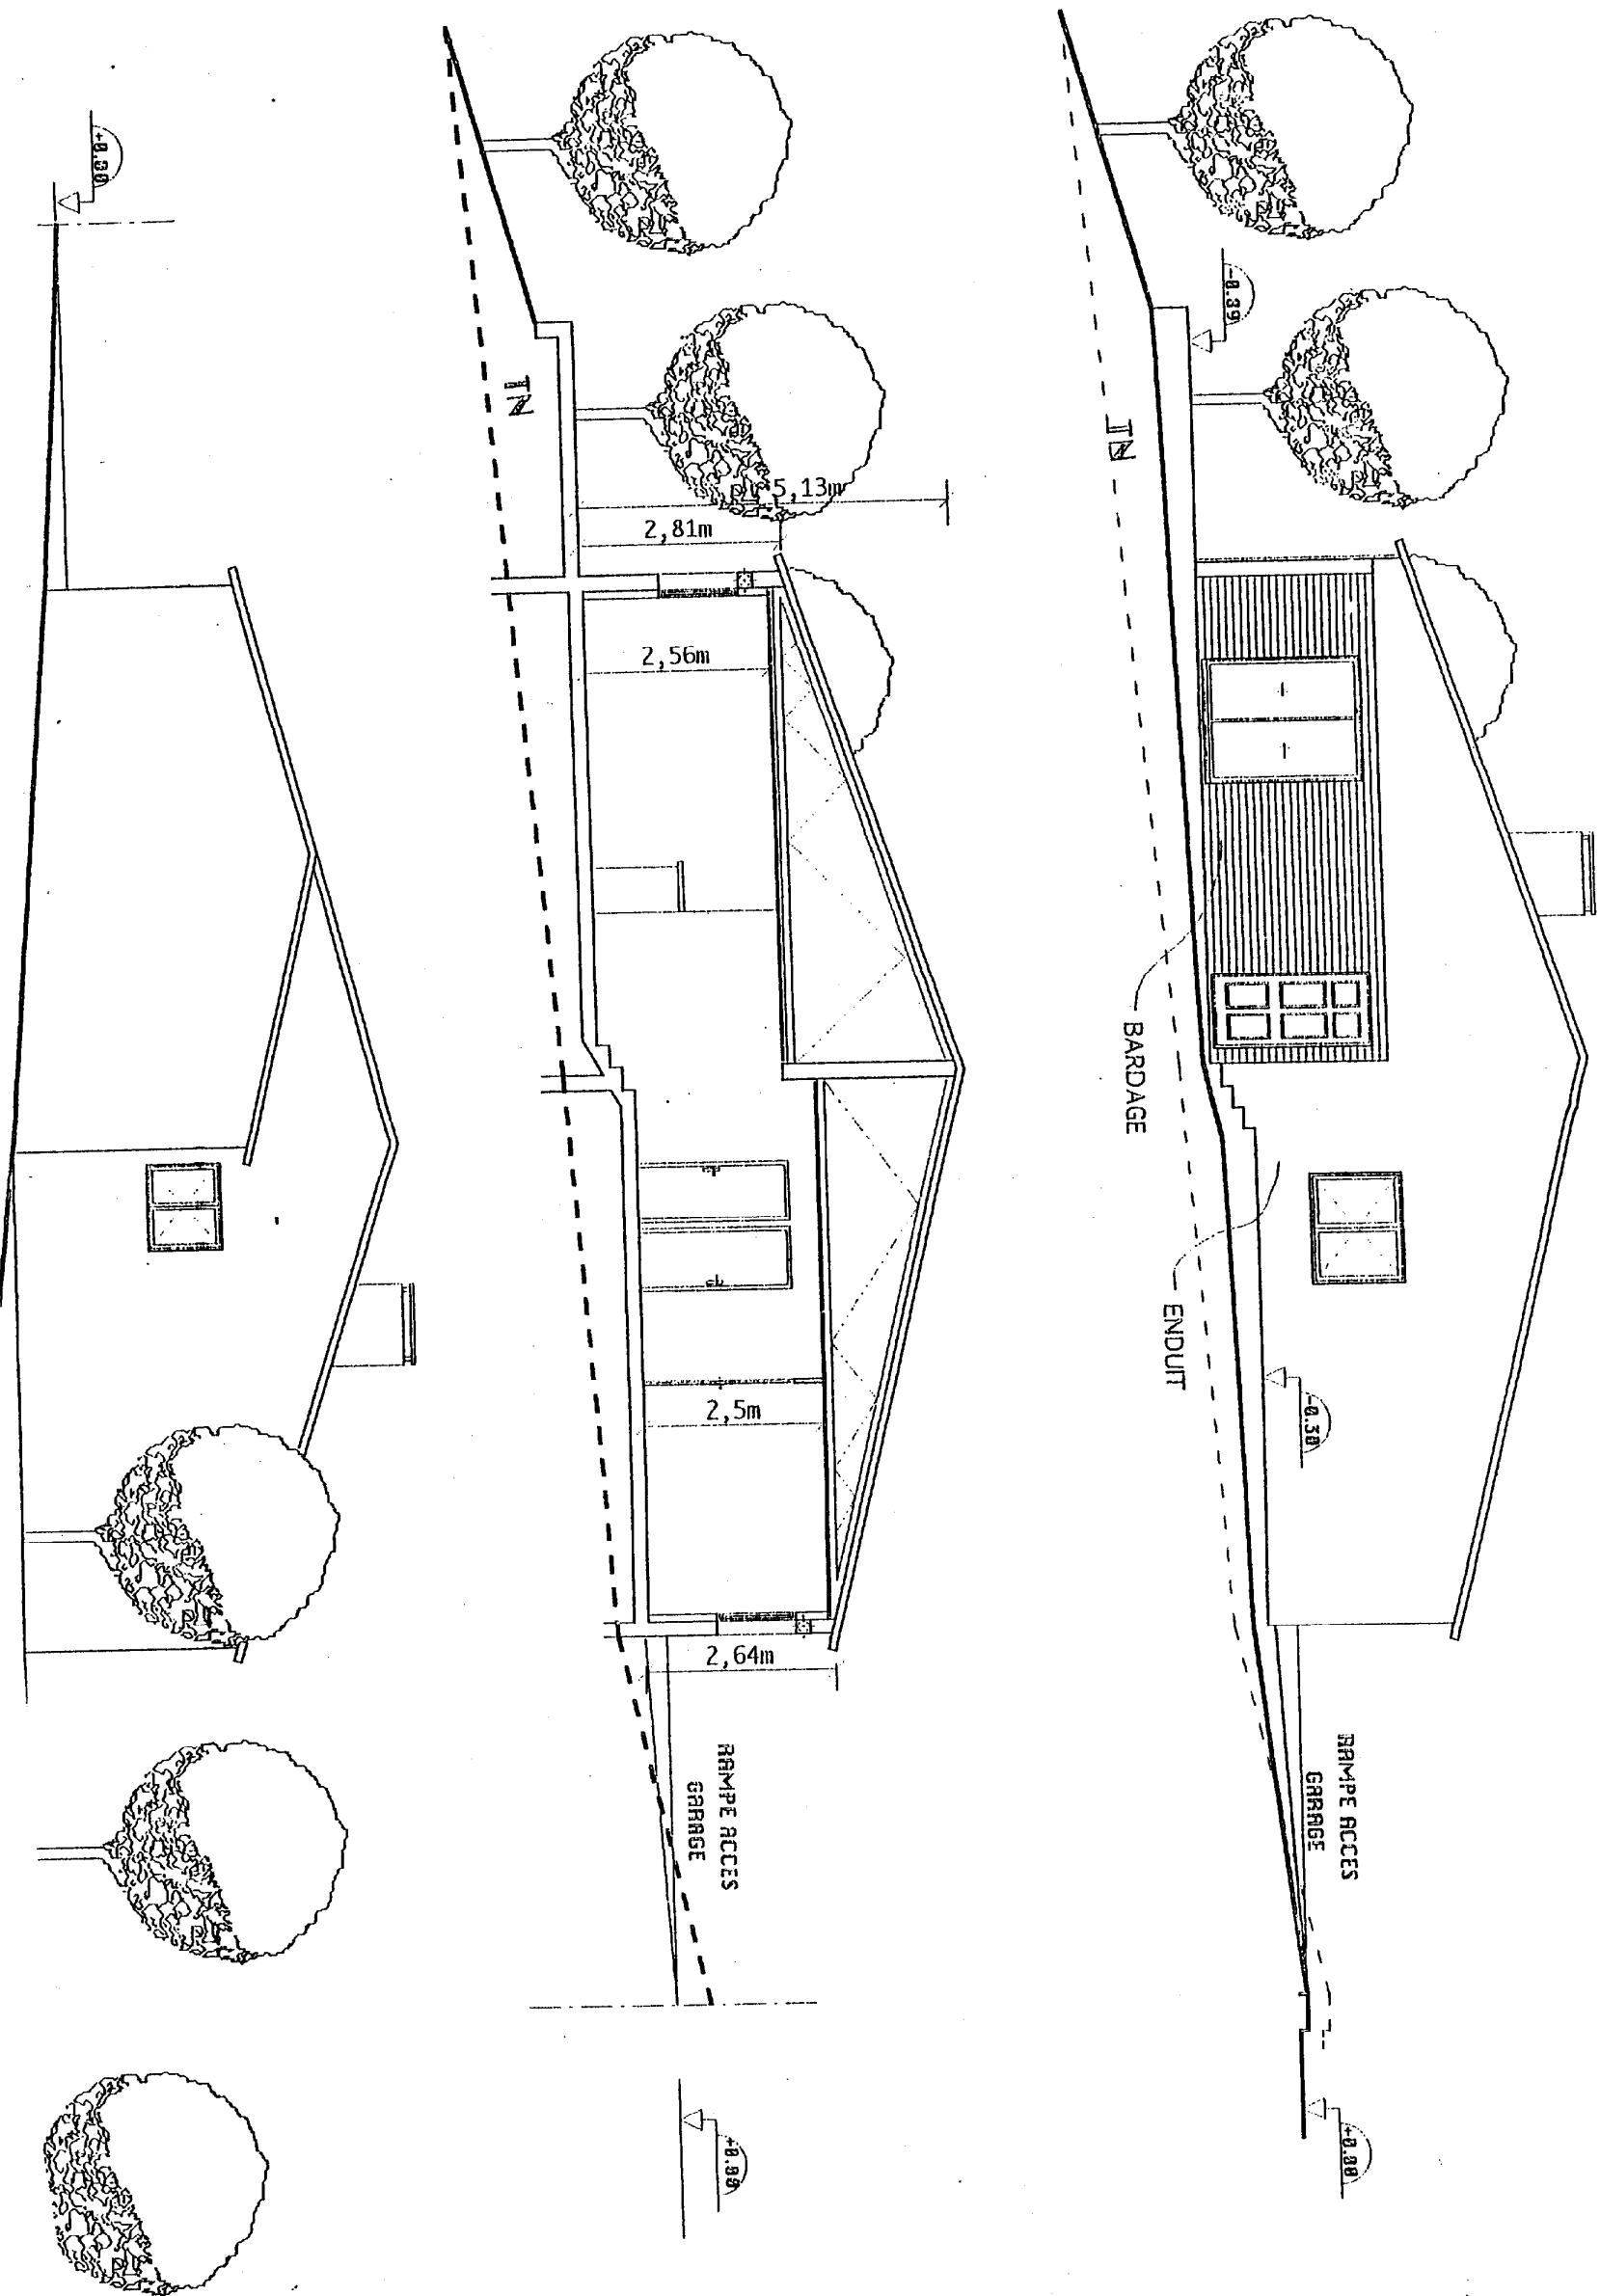 -0.89
TN
BARDAGE
ENDUIT
-0.30
RAMPE ACCES
GARAGE
+0.00
TN
5,13m
2,81m
2,56m
2,5m
2,64m
RAMPE ACCES
GARAGE
+0.00
+0.00